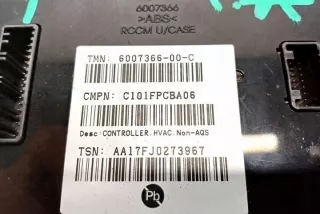 6007366
>ABS<
RCCM U/CASE
TMN: 6007366-00-C
CMPN: C101FPCBA06
Desc:CONTROLLER,HVAC,Non-AQS
TSN: AA17FJ0273967
Pb